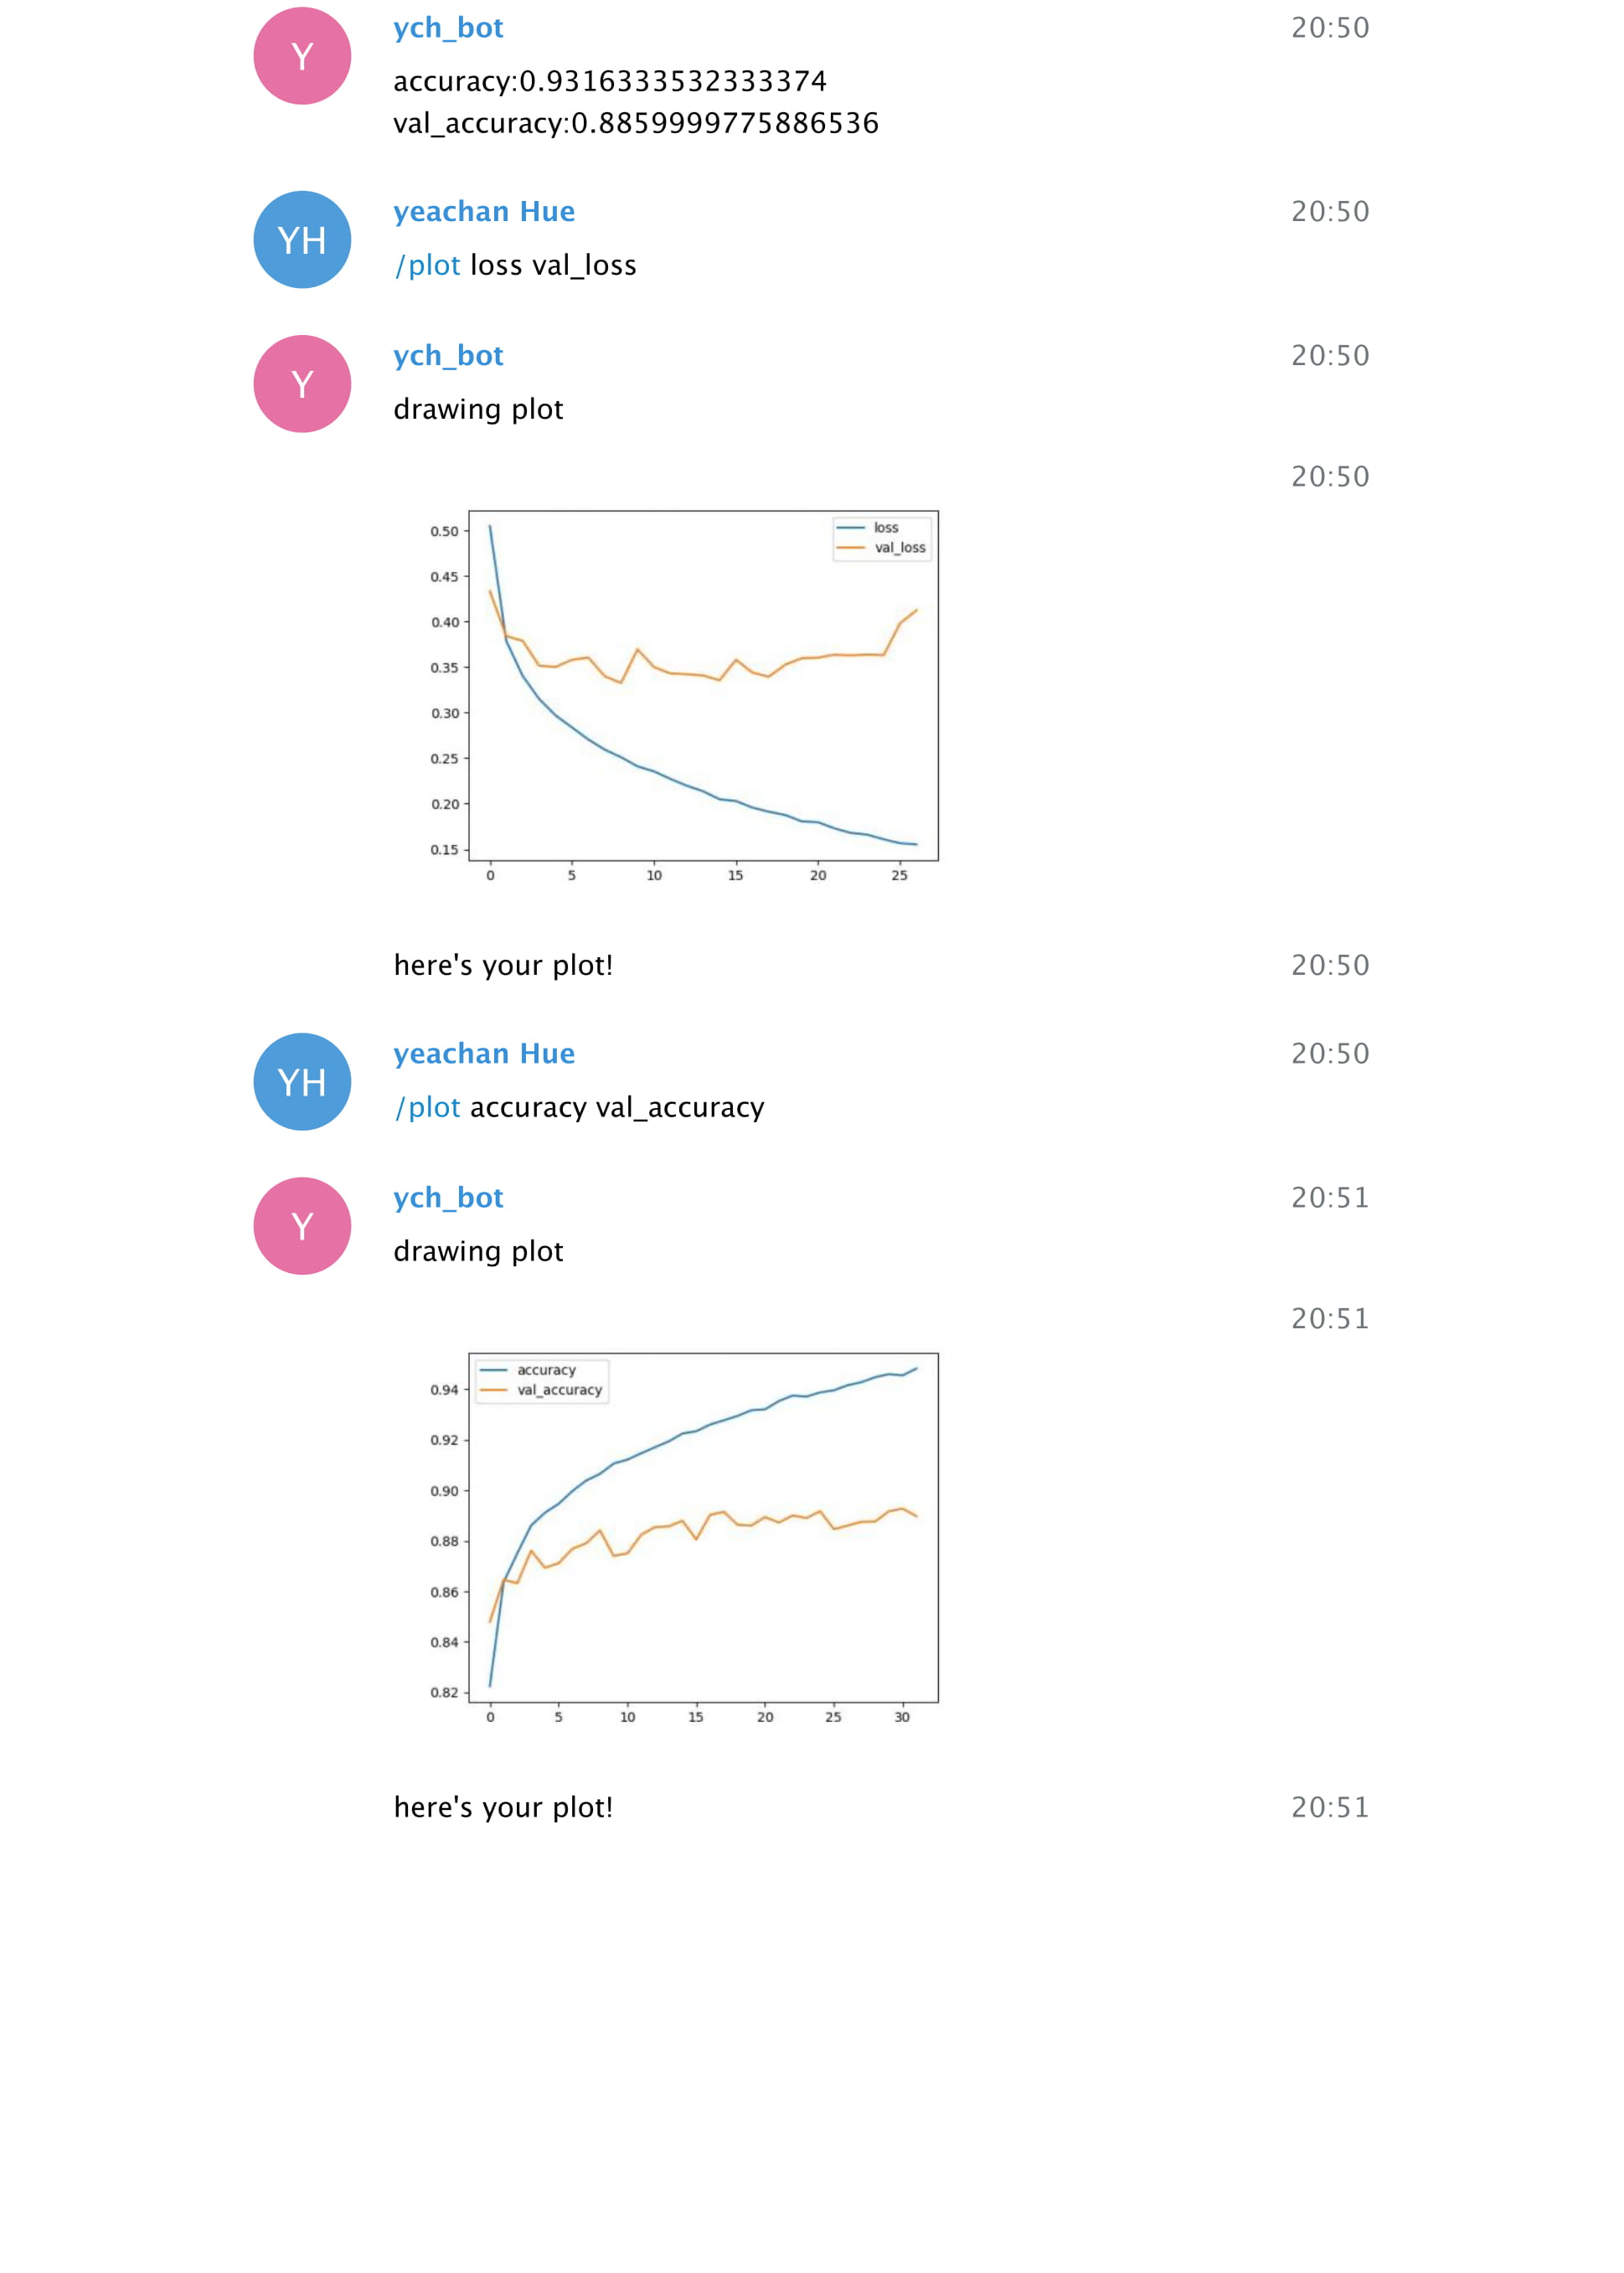 Y
ych_bot 20:50
accuracy:0.9316333532333374
val_accuracy:0.8859999775886536
YH
yeachan Hue 20:50
/plot loss val_loss
Y
ych_bot 20:50
drawing plot
20:50
loss
val_loss
0.50
0.45
0.40
0.35
0.30
0.25
0.20
0.15
0 5 10 15 20 25
here's your plot! 20:50
YH
yeachan Hue 20:50
/plot accuracy val_accuracy
Y
ych_bot 20:51
drawing plot
20:51
accuracy
val_accuracy
0.94
0.92
0.90
0.88
0.86
0.84
0.82
0 5 10 15 20 25 30
here's your plot! 20:51